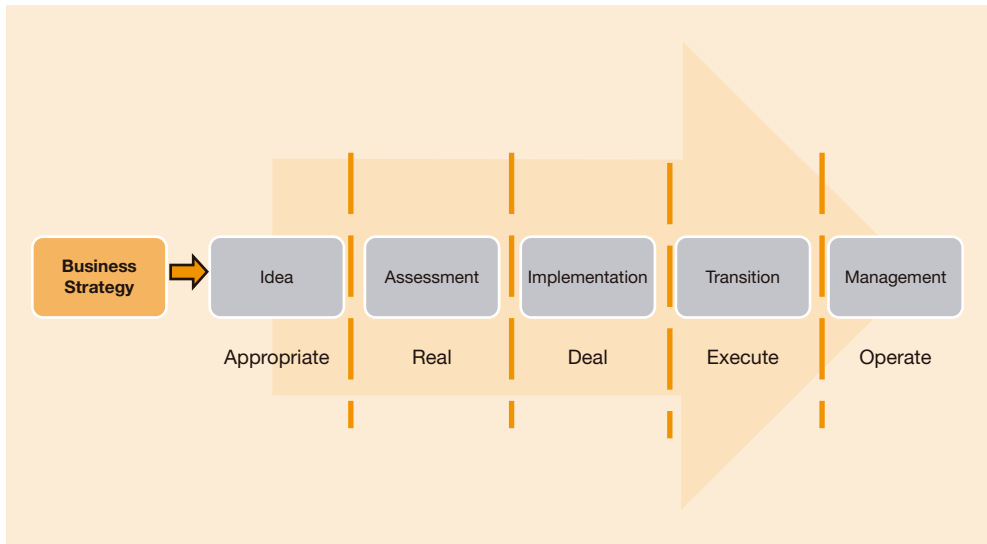 Business
Strategy
Idea
Assessment
Implementation
Transition
Management
Appropriate
Real
Deal
Execute
Operate